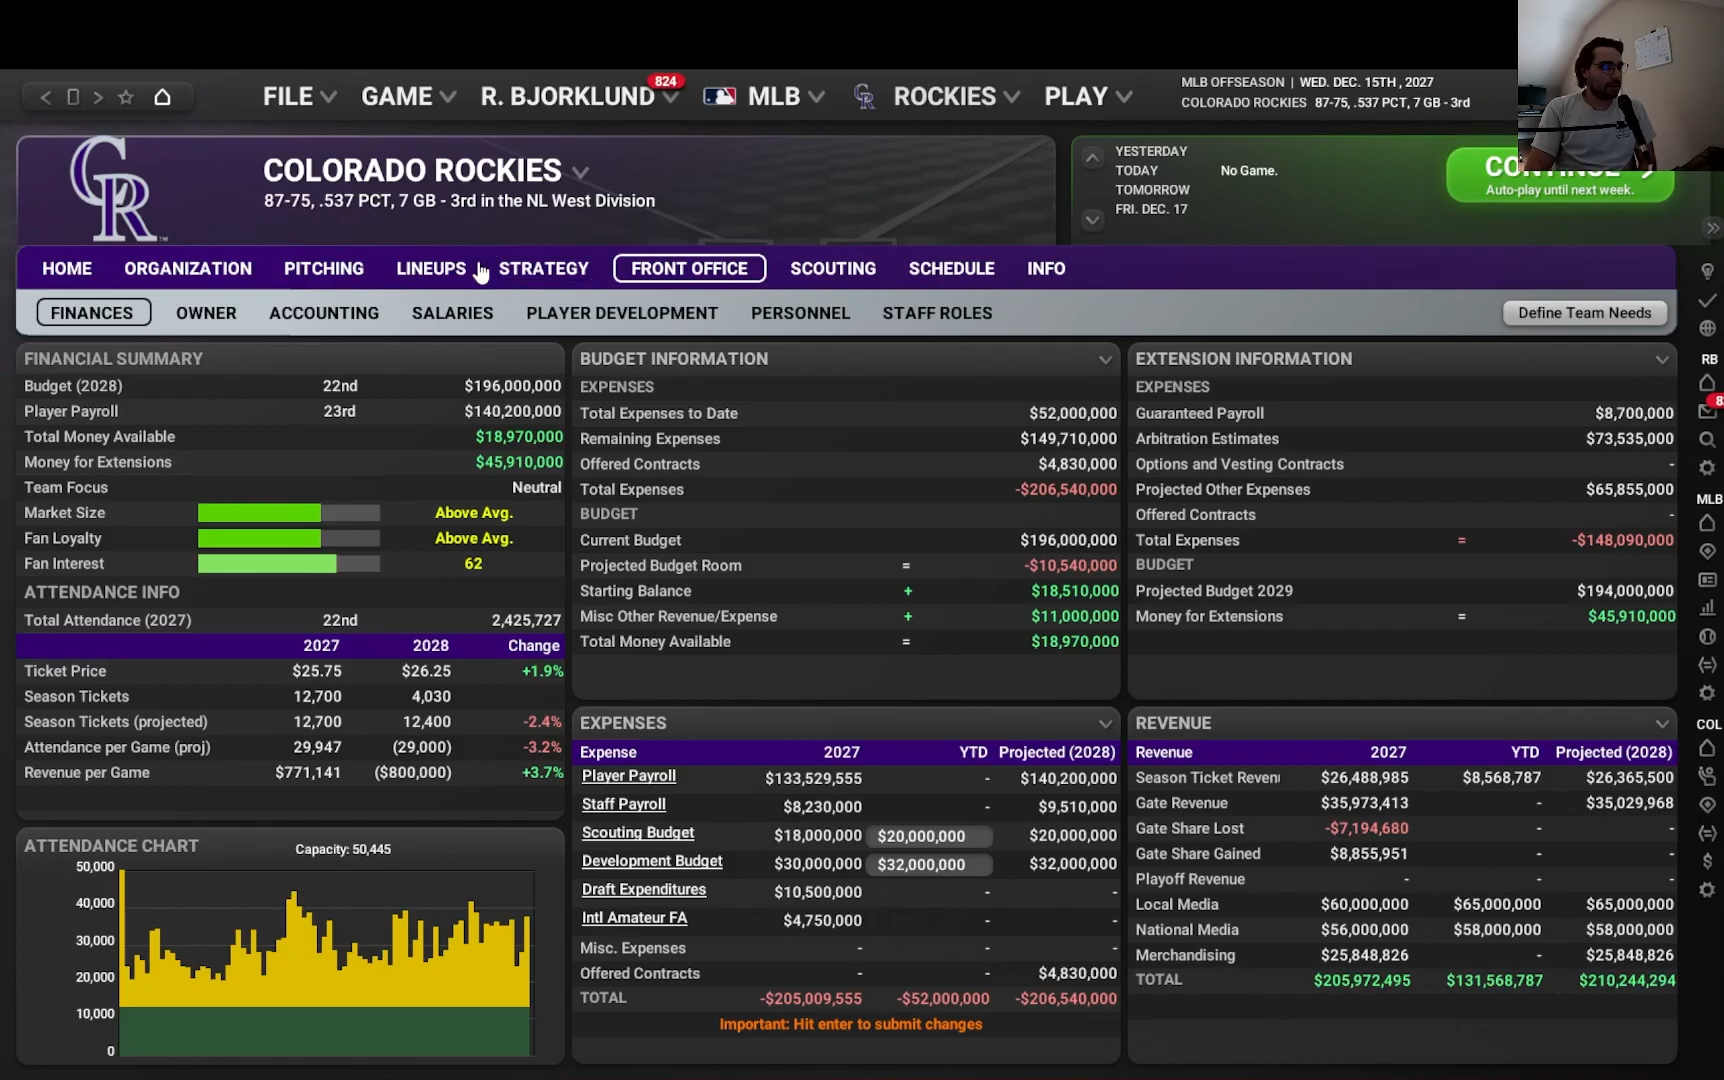 FILE GAME R. BJORKLUND 824 MLB ROCKIES PLAY
MLB OFFSEASON | WED. DEC. 15TH , 2027
COLORADO ROCKIES 87-75, .537 PCT, 7 GB - 3rd
COLORADO ROCKIES
87-75, .537 PCT, 7 GB - 3rd in the NL West Division
YESTERDAY
TODAY No Game.
TOMORROW
FRI. DEC. 17
Auto-play until next week.
HOME ORGANIZATION PITCHING LINEUPS STRATEGY FRONT OFFICE SCOUTING SCHEDULE INFO
FINANCES OWNER ACCOUNTING SALARIES PLAYER DEVELOPMENT PERSONNEL STAFF ROLES Define Team Needs
FINANCIAL SUMMARY
Budget (2028) 22nd $196,000,000
Player Payroll 23rd $140,200,000
Total Money Available $18,970,000
Money for Extensions $45,910,000
Team Focus Neutral
Market Size Above Avg.
Fan Loyalty Above Avg.
Fan Interest 62
ATTENDANCE INFO
Total Attendance (2027) 22nd 2,425,727
2027 2028 Change
Ticket Price $25.75 $26.25 +1.9%
Season Tickets 12,700 4,030
Season Tickets (projected) 12,700 12,400 -2.4%
Attendance per Game (proj) 29,947 (29,000) -3.2%
Revenue per Game $771,141 ($800,000) +3.7%
ATTENDANCE CHART Capacity: 50,445
50,000
40,000
30,000
20,000
10,000
0
BUDGET INFORMATION
EXPENSES
Total Expenses to Date $52,000,000
Remaining Expenses $149,710,000
Offered Contracts $4,830,000
Total Expenses -$206,540,000
BUDGET
Current Budget $196,000,000
Projected Budget Room = -$10,540,000
Starting Balance + $18,510,000
Misc Other Revenue/Expense + $11,000,000
Total Money Available = $18,970,000
EXTENSION INFORMATION
EXPENSES
Guaranteed Payroll $8,700,000
Arbitration Estimates $73,535,000
Options and Vesting Contracts -
Projected Other Expenses $65,855,000
Offered Contracts -
Total Expenses = -$148,090,000
BUDGET
Projected Budget 2029 $194,000,000
Money for Extensions = $45,910,000
EXPENSES
Expense 2027 YTD Projected (2028)
Player Payroll $133,529,555 - $140,200,000
Staff Payroll $8,230,000 - $9,510,000
Scouting Budget $18,000,000 $20,000,000 $20,000,000
Development Budget $30,000,000 $32,000,000 $32,000,000
Draft Expenditures $10,500,000 - -
Intl Amateur FA $4,750,000 - -
Misc. Expenses - - -
Offered Contracts - - $4,830,000
TOTAL -$205,009,555 -$52,000,000 -$206,540,000
Important: Hit enter to submit changes
REVENUE
Revenue 2027 YTD Projected (2028)
Season Ticket Reven $26,488,985 $8,568,787 $26,365,500
Gate Revenue $35,973,413 - $35,029,968
Gate Share Lost -$7,194,680 - -
Gate Share Gained $8,855,951 - -
Playoff Revenue - - -
Local Media $60,000,000 $65,000,000 $65,000,000
National Media $56,000,000 $58,000,000 $58,000,000
Merchandising $25,848,826 - $25,848,826
TOTAL $205,972,495 $131,568,787 $210,244,294
RB
MLB
COL